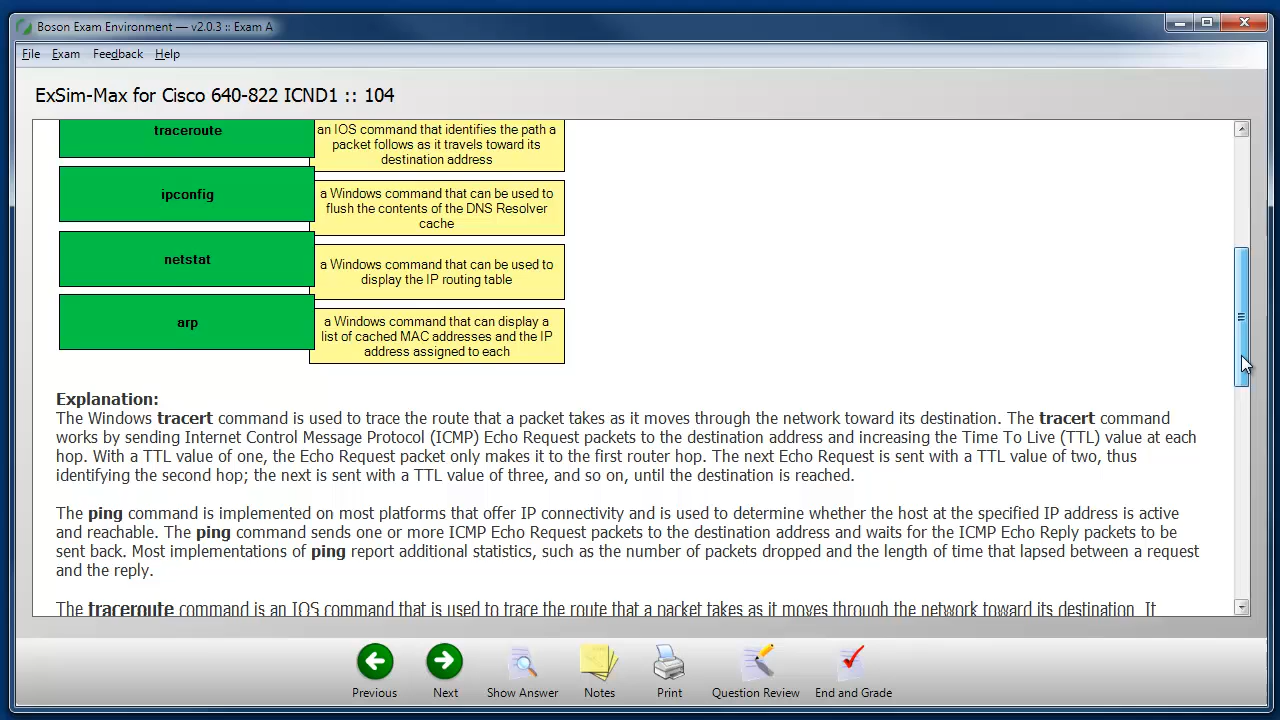 Boson Exam Environment — v2.0.3 :: Exam A
File Exam Feedback Help
ExSim-Max for Cisco 640-822 ICND1 :: 104
traceroute
an IOS command that identifies the path a
packet follows as it travels toward its
destination address
ipconfig
a Windows command that can be used to
flush the contents of the DNS Resolver
cache
netstat
a Windows command that can be used to
display the IP routing table
arp
a Windows command that can display a
list of cached MAC addresses and the IP
address assigned to each
Explanation:
The Windows tracert command is used to trace the route that a packet takes as it moves through the network toward its destination. The tracert command
works by sending Internet Control Message Protocol (ICMP) Echo Request packets to the destination address and increasing the Time To Live (TTL) value at each
hop. With a TTL value of one, the Echo Request packet only makes it to the first router hop. The next Echo Request is sent with a TTL value of two, thus
identifying the second hop; the next is sent with a TTL value of three, and so on, until the destination is reached.
The ping command is implemented on most platforms that offer IP connectivity and is used to determine whether the host at the specified IP address is active
and reachable. The ping command sends one or more ICMP Echo Request packets to the destination address and waits for the ICMP Echo Reply packets to be
sent back. Most implementations of ping report additional statistics, such as the number of packets dropped and the length of time that lapsed between a request
and the reply.
The traceroute command is an IOS command that is used to trace the route that a packet takes as it moves through the network toward its destination. It
Previous Next Show Answer Notes Print Question Review End and Grade